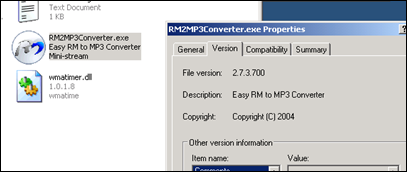 Text Document
1 KB
RM2MP3Converter.exe
Easy RM to MP3 Converter
Mini-stream
wmatimer.dll
1.0.1.8
wmatime
RM2MP3Converter.exe Properties
General Version Compatibility Summary
File version: 2.7.3.700
Description: Easy RM to MP3 Converter
Copyright: Copyright (C) 2004
Other version information
Item name: Value:
Comments